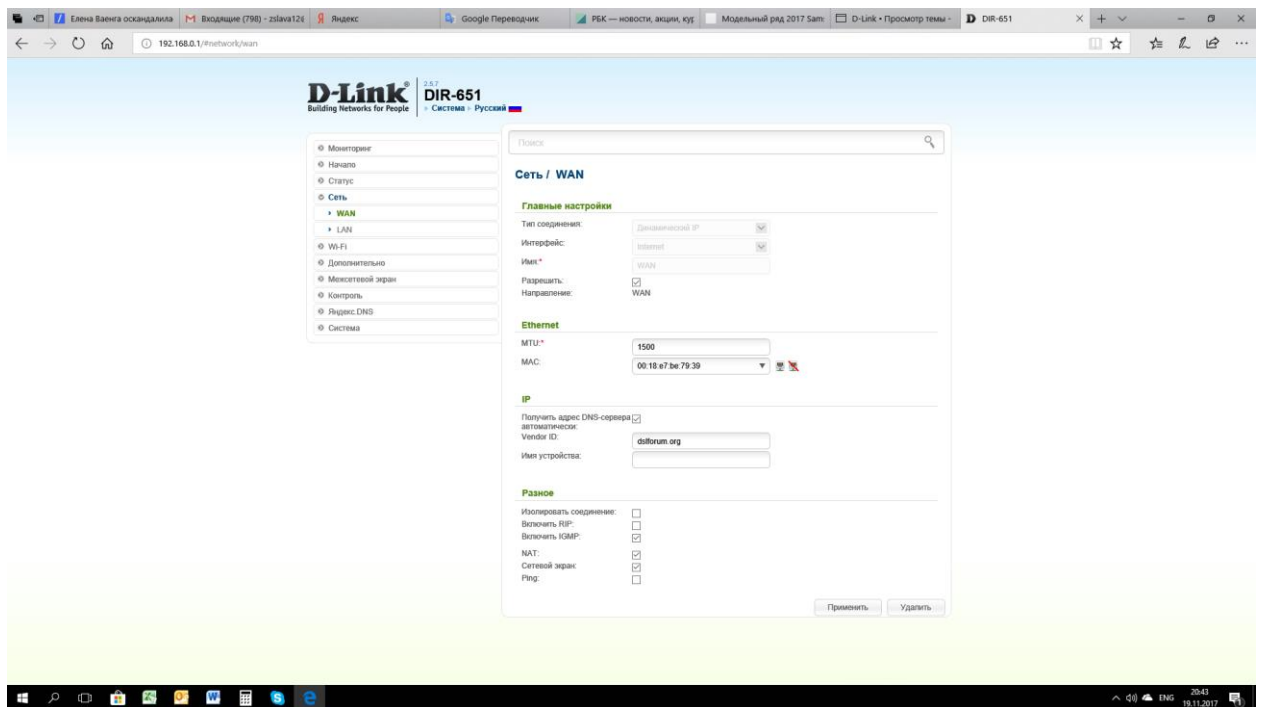 Елена Ваенга оскандалила
Входящие (798) - zslava126
Яндекс
Google Переводчик
РБК — новости, акции, кур
Модельный ряд 2017 Sams
D-Link • Просмотр темы -
DIR-651
192.168.0.1/#network/wan
D-Link
Building Networks for People
2.5.7
DIR-651
Система Русский
Поиск
Мониторинг
Начало
Статус
Сеть
WAN
LAN
Wi-Fi
Дополнительно
Межсетевой экран
Контроль
Яндекс.DNS
Система
Сеть / WAN
Главные настройки
Тип соединения: Динамический IP
Интерфейс: Internet
Имя:* WAN
Разрешить:
Направление: WAN
Ethernet
MTU:* 1500
MAC: 00:18:e7:be:79:39
IP
Получить адрес DNS-сервера
автоматически:
Vendor ID: dslforum.org
Имя устройства:
Разное
Изолировать соединение:
Включить RIP:
Включить IGMP:
NAT:
Сетевой экран:
Ping:
Применить Удалить
ENG
20:43
19.11.2017